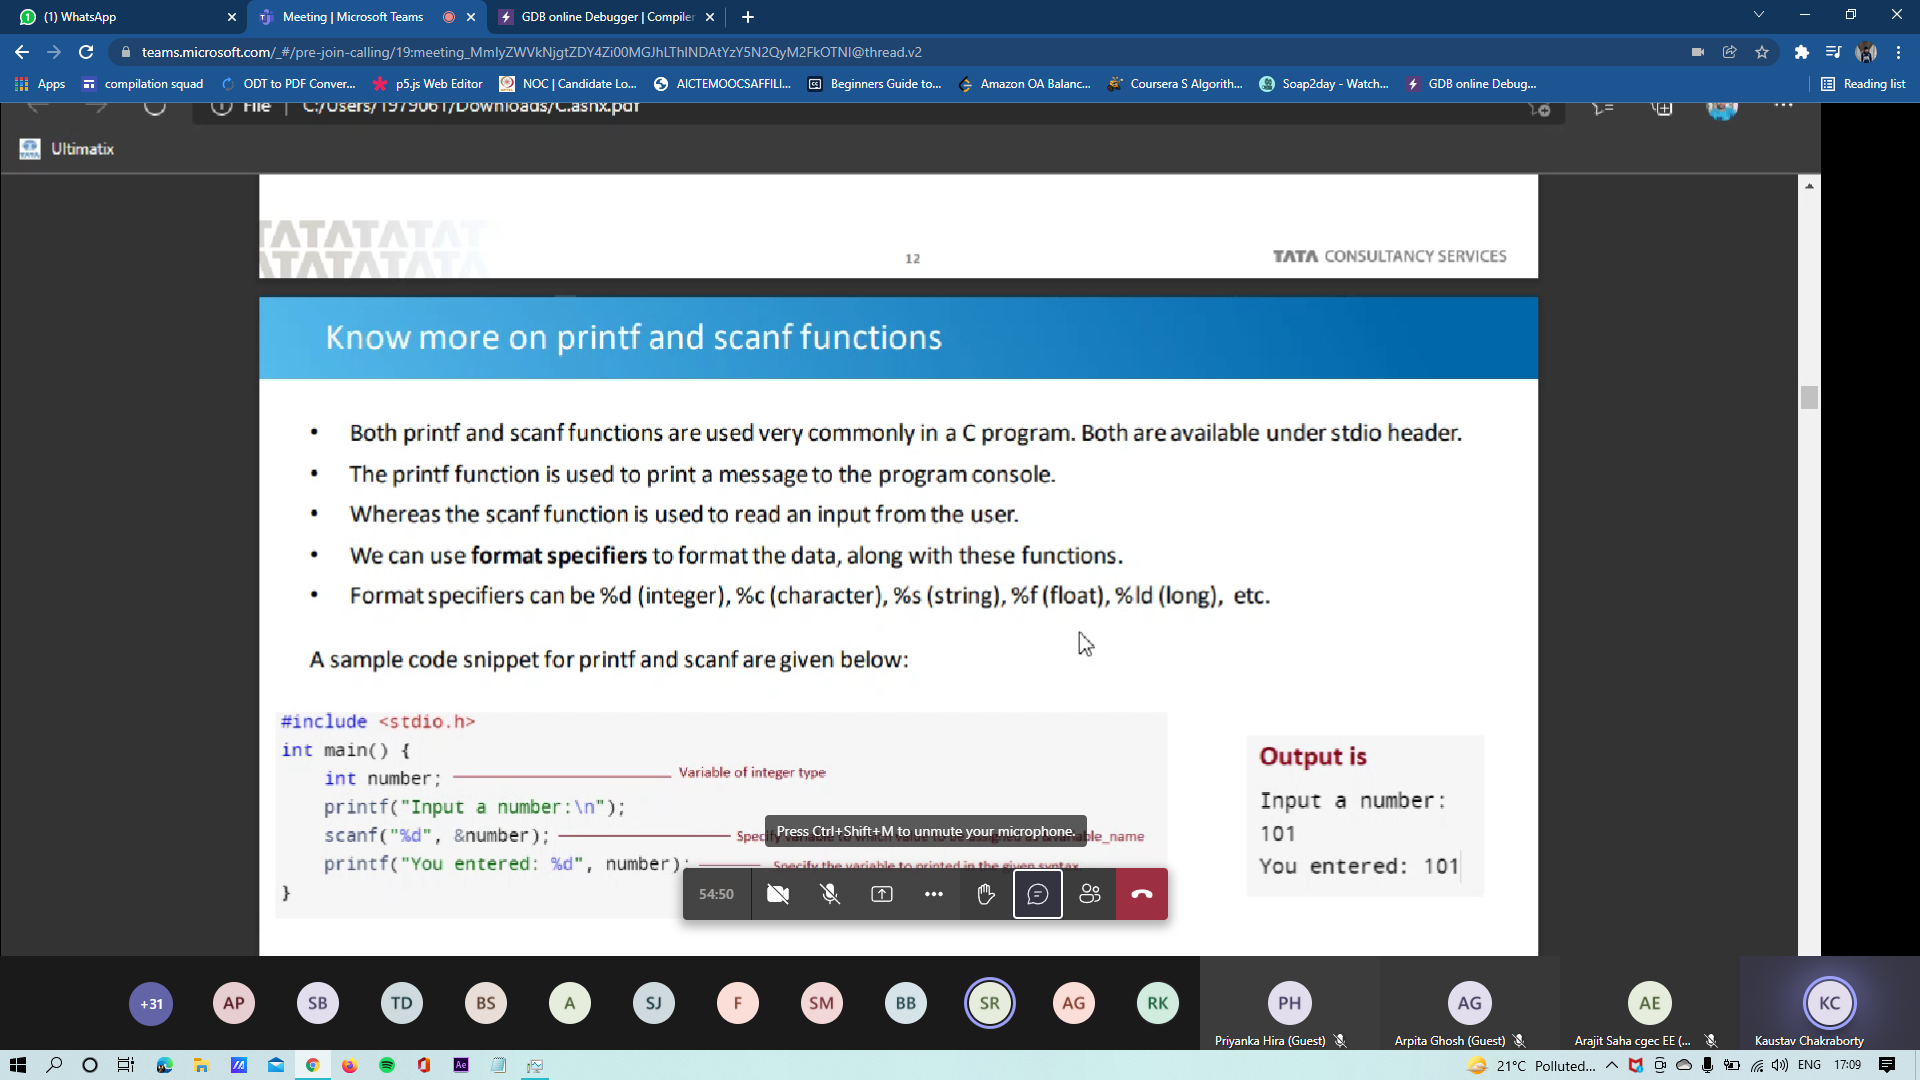 (1) WhatsApp
Meeting | Microsoft Teams
GDB online Debugger | Compiler
teams.microsoft.com/_#/pre-join-calling/19:meeting_MmIyZWVkNjgtZDY4Zi00MGJhLThlNDAtYzY5N2QyM2FkOTNl@thread.v2
Apps
compilation squad
ODT to PDF Conver...
p5.js Web Editor
NOC | Candidate Lo...
AICTEMOOCSAFFILI...
Beginners Guide to...
Amazon OA Balanc...
Coursera S Algorith...
Soap2day - Watch...
GDB online Debug...
Reading list
File | C:/Users/1979061/Downloads/C.ashx.pdf
Ultimatix
12
TATA CONSULTANCY SERVICES
Know more on printf and scanf functions
• Both printf and scanf functions are used very commonly in a C program. Both are available under stdio header.
• The printf function is used to print a message to the program console.
• Whereas the scanf function is used to read an input from the user.
• We can use format specifiers to format the data, along with these functions.
• Format specifiers can be %d (integer), %c (character), %s (string), %f (float), %ld (long), etc.
A sample code snippet for printf and scanf are given below:
#include <stdio.h>
int main() {
int number;
Variable of integer type
printf("Input a number:\n");
scanf("%d", &number);
printf("You entered: %d", number);
Specify the variable to printed in the given syntax.
}
Press Ctrl+Shift+M to unmute your microphone.
Output is
Input a number:
101
You entered: 101
54:50
+31
AP
SB
TD
BS
A
SJ
F
SM
BB
SR
AG
RK
PH
AG
AE
KC
Priyanka Hira (Guest)
Arpita Ghosh (Guest)
Arajit Saha cgec EE (...
Kaustav Chakraborty
Ae
21°C Polluted...
ENG
17:09